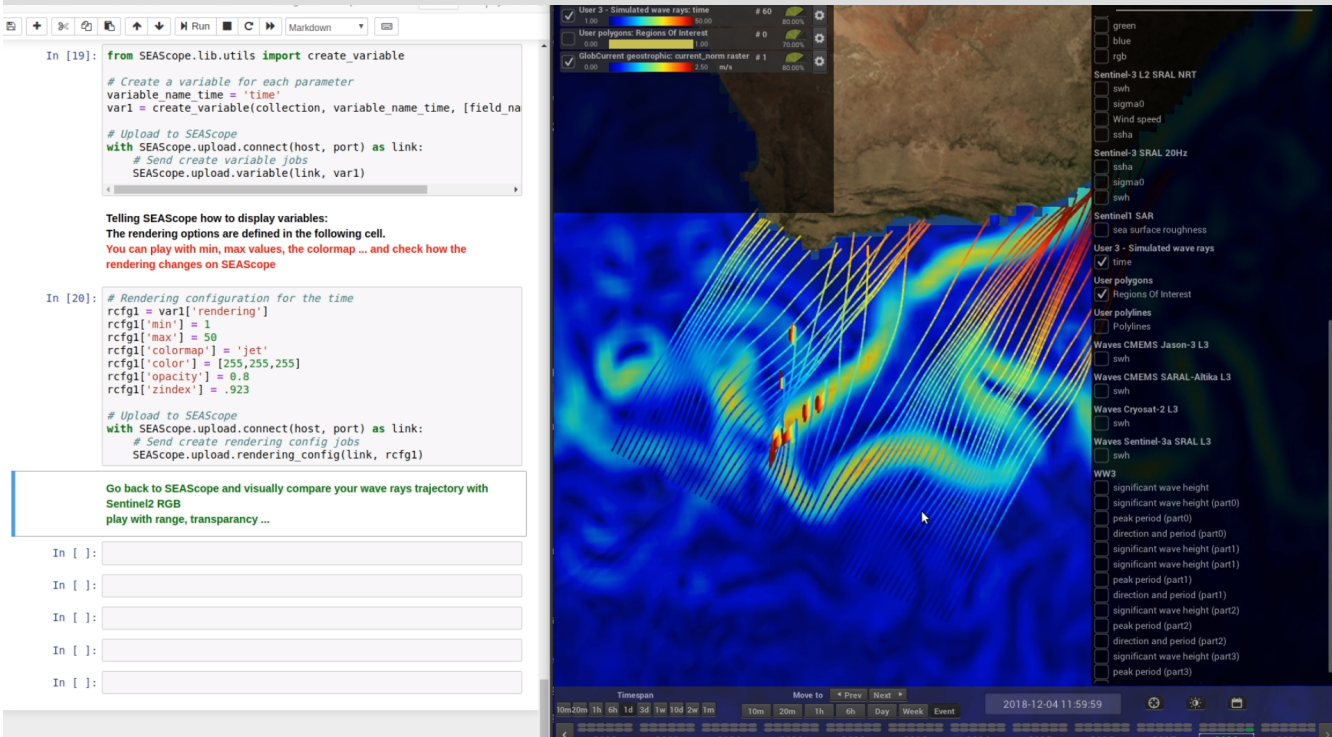 Run
Markdown
In [19]:
from SEAScope.lib.utils import create_variable
# Create a variable for each parameter
variable_name_time = 'time'
var1 = create_variable(collection, variable_name_time, [field_na
# Upload to SEAScope
with SEAScope.upload.connect(host, port) as link:
# Send create variable jobs
SEAScope.upload.variable(link, var1)
Telling SEAScope how to display variables:
The rendering options are defined in the following cell.
You can play with min, max values, the colormap ... and check how the
rendering changes on SEAScope
In [20]:
# Rendering configuration for the time
rcfg1 = var1['rendering']
rcfg1['min'] = 1
rcfg1['max'] = 50
rcfg1['colormap'] = 'jet'
rcfg1['color'] = [255,255,255]
rcfg1['opacity'] = 0.8
rcfg1['zindex'] = .923
# Upload to SEAScope
with SEAScope.upload.connect(host, port) as link:
# Send create rendering config jobs
SEAScope.upload.rendering_config(link, rcfg1)
Go back to SEAScope and visually compare your wave rays trajectory with
Sentinel2 RGB
play with range, transparancy ...
In [ ]:
In [ ]:
In [ ]:
In [ ]:
In [ ]:
User 3 - Simulated wave rays: time # 60
1.00 50.00 80.00%
User polygons: Regions Of Interest # 0
0.00 1.00 70.00%
GlobCurrent geostrophic: current_norm raster # 1
0.00 2.50 m/s 80.00%
green
blue
rgb
Sentinel-3 L2 SRAL NRT
swh
sigma0
Wind speed
ssha
Sentinel-3 SRAL 20Hz
ssha
sigma0
swh
Sentinel1 SAR
sea surface roughness
User 3 - Simulated wave rays
time
User polygons
Regions Of Interest
User polylines
Polylines
Waves CMEMS Jason-3 L3
swh
Waves CMEMS SARAL-Altika L3
swh
Waves Cryosat-2 L3
swh
Waves Sentinel-3a SRAL L3
swh
WW3
significant wave height
significant wave height (part0)
peak period (part0)
direction and period (part0)
significant wave height (part1)
significant wave height (part1)
peak period (part1)
direction and period (part1)
significant wave height (part2)
peak period (part2)
direction and period (part2)
significant wave height (part3)
peak period (part3)
Timespan
10m 20m 1h 6h 1d 3d 1w 10d 2w 1m
Move to Prev Next
10m 20m 1h 6h Day Week Event
2018-12-04 11:59:59